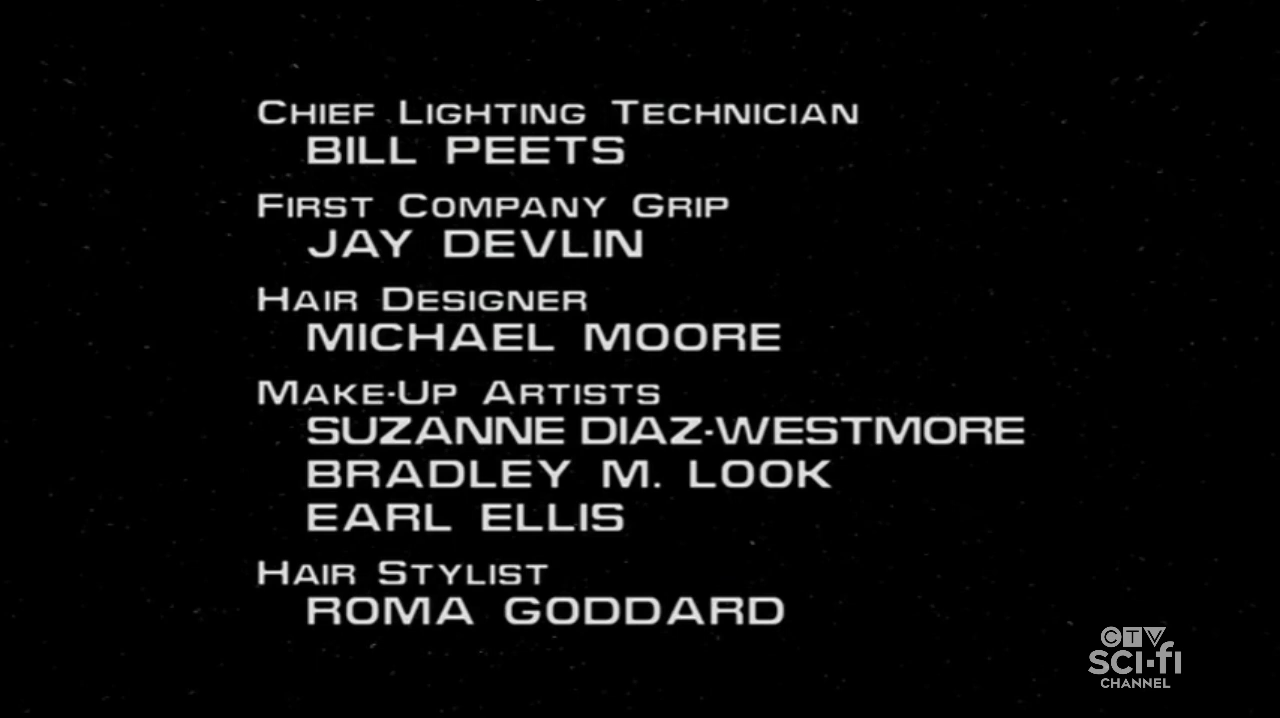 CHIEF LIGHTING TECHNICIAN
BILL PEETS
FIRST COMPANY GRIP
JAY DEVLIN
HAIR DESIGNER
MICHAEL MOORE
MAKE-UP ARTISTS
SUZANNE DIAZ-WESTMORE
BRADLEY M. LOOK
EARL ELLIS
HAIR STYLIST
ROMA GODDARD
CTV
SCI-FI
CHANNEL